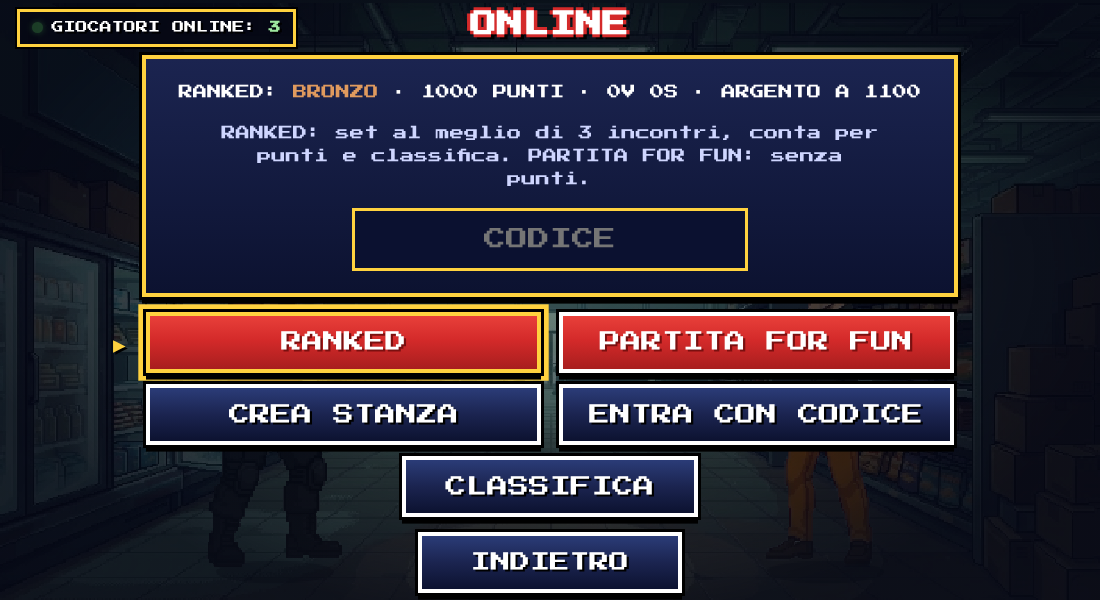 GIOCATORI ONLINE: 3
ONLINE
RANKED: BRONZO · 1000 PUNTI · 0V 0S · ARGENTO A 1100
RANKED: set al meglio di 3 incontri, conta per
punti e classifica. PARTITA FOR FUN: senza
punti.
CODICE
RANKED
PARTITA FOR FUN
CREA STANZA
ENTRA CON CODICE
CLASSIFICA
INDIETRO